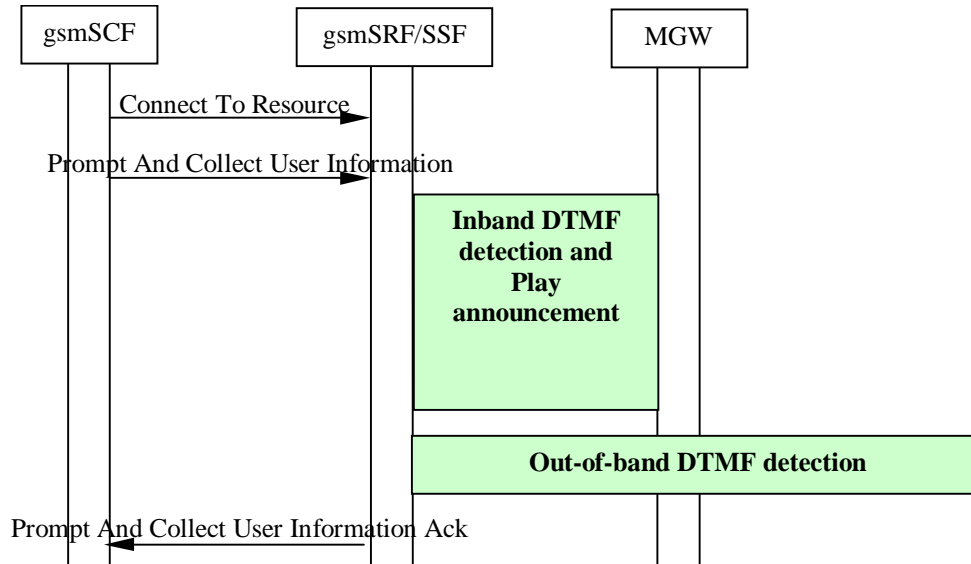 gsmSCF
gsmSRF/SSF
MGW
Connect To Resource
Prompt And Collect User Information
Inband DTMF
detection and
Play
announcement
Out-of-band DTMF detection
Prompt And Collect User Information Ack